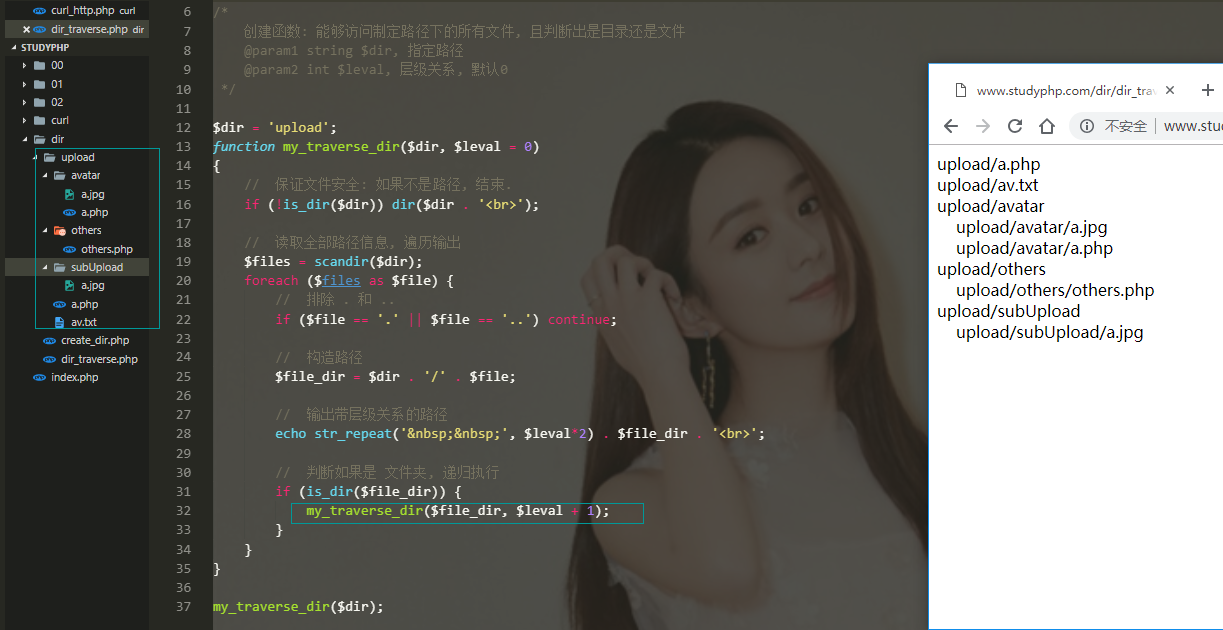 curl_http.php curl
dir_traverse.php dir
STUDYPHP
00
01
02
curl
dir
upload
avatar
a.jpg
a.php
others
others.php
subUpload
a.jpg
a.php
av.txt
create_dir.php
dir_traverse.php
index.php
6 /*
7 创建函数: 能够访问制定路径下的所有文件, 且判断出是目录还是文件
8 @param1 string $dir, 指定路径
9 @param2 int $leval, 层级关系, 默认0
10 */
11
12 $dir = 'upload';
13 function my_traverse_dir($dir, $leval = 0)
14 {
15 // 保证文件安全: 如果不是路径, 结束.
16 if (!is_dir($dir)) dir($dir . '<br>');
17
18 // 读取全部路径信息, 遍历输出
19 $files = scandir($dir);
20 foreach ($files as $file) {
21 // 排除 . 和 ..
22 if ($file == '.' || $file == '..') continue;
23
24 // 构造路径
25 $file_dir = $dir . '/' . $file;
26
27 // 输出带层级关系的路径
28 echo str_repeat('&nbsp;&nbsp;', $leval*2) . $file_dir . '<br>';
29
30 // 判断如果是 文件夹, 递归执行
31 if (is_dir($file_dir)) {
32 my_traverse_dir($file_dir, $leval + 1);
33 }
34 }
35 }
36
37 my_traverse_dir($dir);
www.studyphp.com/dir/dir_trav
不安全 www.stud
upload/a.php
upload/av.txt
upload/avatar
upload/avatar/a.jpg
upload/avatar/a.php
upload/others
upload/others/others.php
upload/subUpload
upload/subUpload/a.jpg